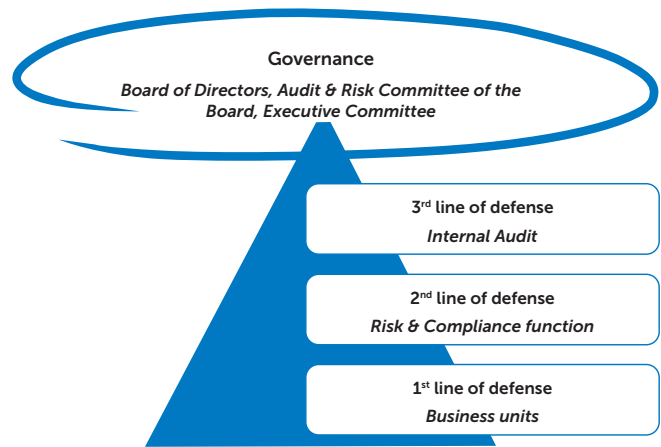 Governance
Board of Directors, Audit & Risk Committee of the
Board, Executive Committee
3rd line of defense
Internal Audit
2nd line of defense
Risk & Compliance function
1st line of defense
Business units